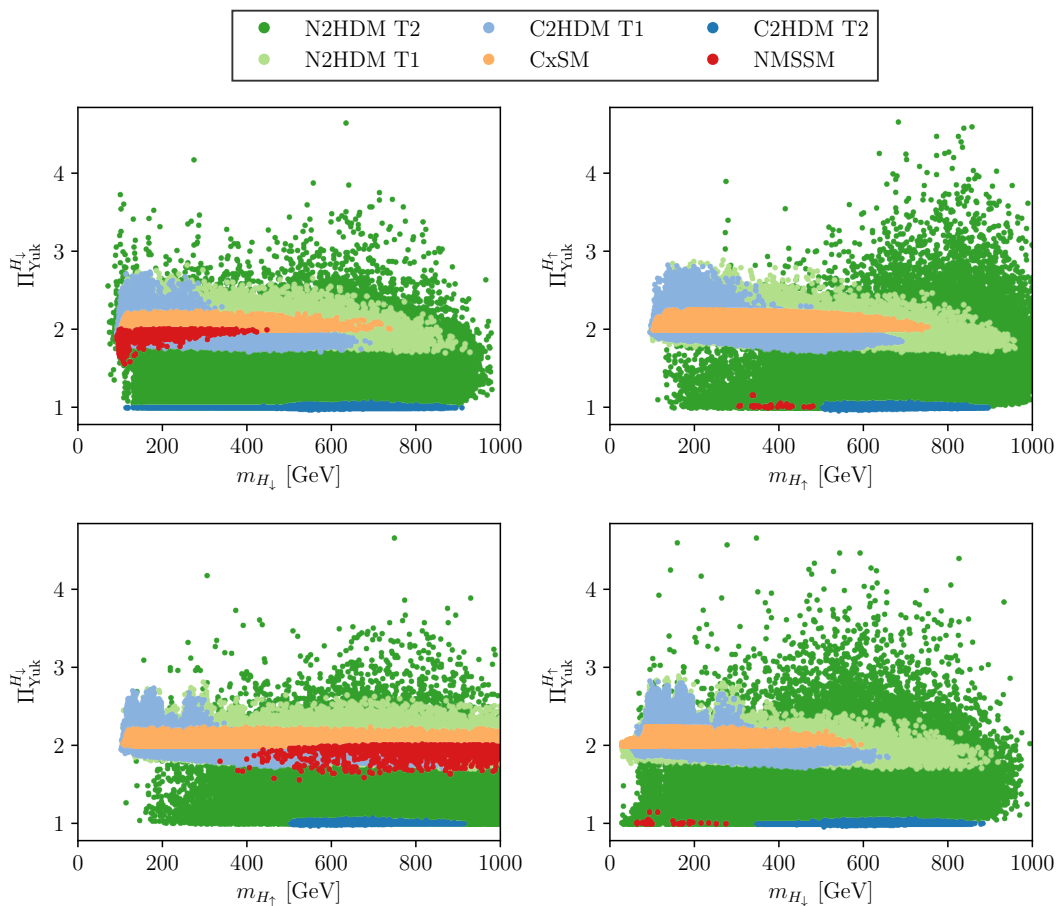 N2HDM T2 C2HDM T1 C2HDM T2
N2HDM T1 CxSM NMSSM
4
3
2
1
∏^{H↓}_{Yuk}
0 200 400 600 800 1000
m_{H↓} [GeV]
4
3
2
1
∏^{H↑}_{Yuk}
0 200 400 600 800 1000
m_{H↑} [GeV]
4
3
2
1
∏^{H↓}_{Yuk}
0 200 400 600 800 1000
m_{H↑} [GeV]
4
3
2
1
∏^{H↑}_{Yuk}
0 200 400 600 800 1000
m_{H↓} [GeV]